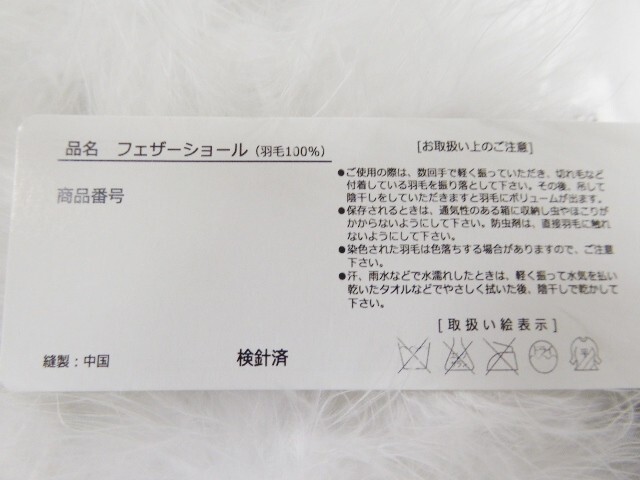 品名 フェザーショール（羽毛100%）
商品番号
縫製：中国
検針済
［お取扱い上のご注意］
●ご使用の際は、数回手で軽く振っていただき、切れ毛など
付着している羽毛を振り落として下さい。その後、吊して
陰干しをしていただきますと羽毛にボリュームが出ます。
●保存されるときは、通気性のある箱に収納し虫やほこりが
かからないようにして下さい。防虫剤は、直接羽毛に触れ
ないようにして下さい。
●染色された羽毛は色落ちする場合がありますので、ご注意
下さい。
●汗、雨水などで水濡れしたときは、軽く振って水気を払い
乾いたタオルなどでやさしく拭いた後、陰干しで乾かして
下さい。
［取扱い絵表示］